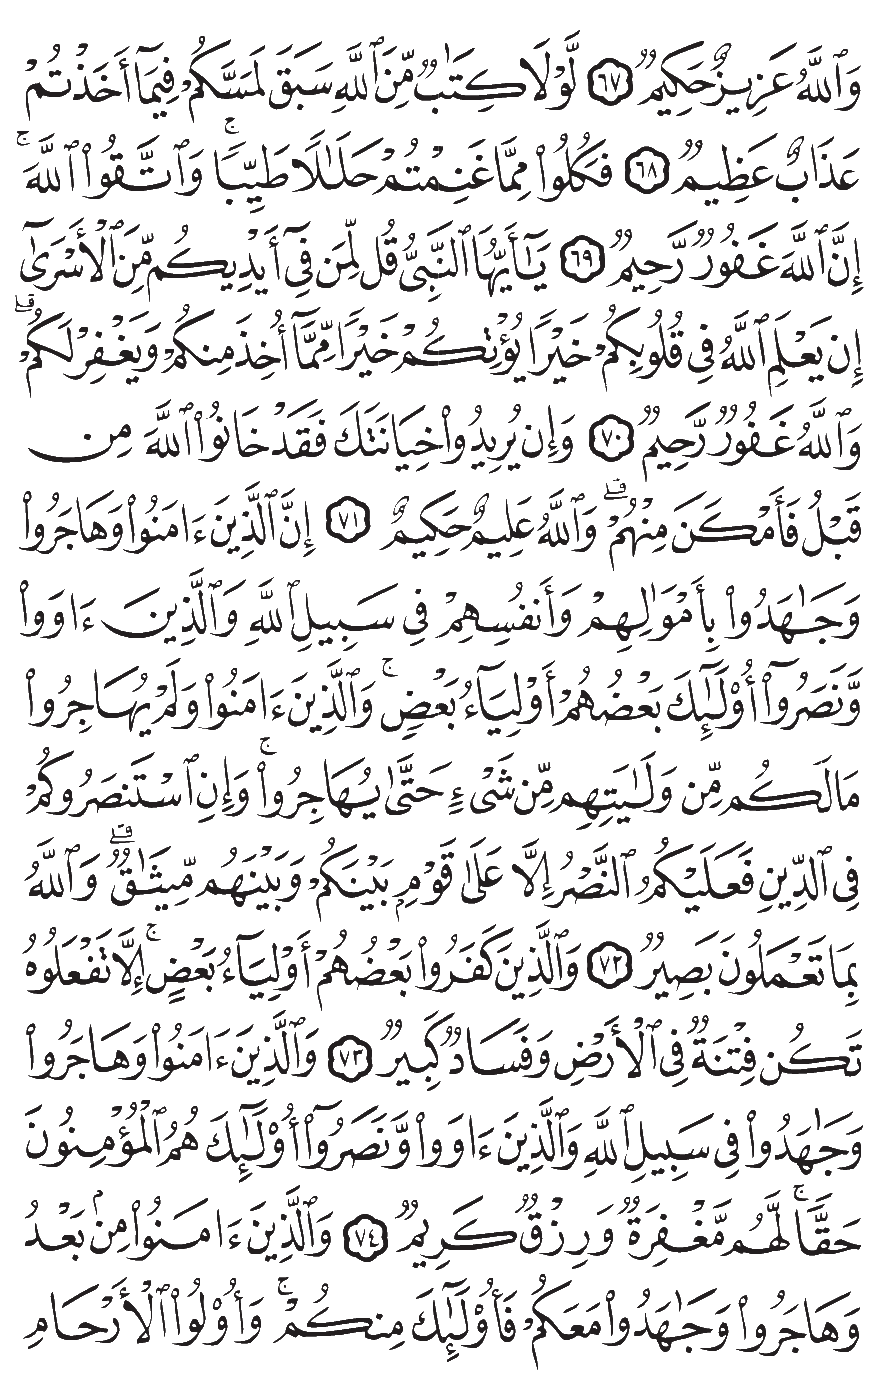 وَٱللَّهُ عَزِيزٌ حَكِيمٌ ٦٧ لَّوْلَا كِتَٰبٌ مِّنَ ٱللَّهِ سَبَقَ لَمَسَّكُمْ فِيمَآ أَخَذْتُمْ
عَذَابٌ عَظِيمٌ ٦٨ فَكُلُوا۟ مِمَّا غَنِمْتُمْ حَلَٰلًا طَيِّبًا ۚ وَٱتَّقُوا۟ ٱللَّهَ ۚ
إِنَّ ٱللَّهَ غَفُورٌ رَّحِيمٌ ٦٩ يَٰٓأَيُّهَا ٱلنَّبِىُّ قُل لِّمَن فِىٓ أَيْدِيكُم مِّنَ ٱلْأَسْرَىٰٓ
إِن يَعْلَمِ ٱللَّهُ فِى قُلُوبِكُمْ خَيْرًا يُؤْتِكُمْ خَيْرًا مِّمَّآ أُخِذَ مِنكُمْ وَيَغْفِرْ لَكُمْ ۗ
وَٱللَّهُ غَفُورٌ رَّحِيمٌ ٧٠ وَإِن يُرِيدُوا۟ خِيَانَتَكَ فَقَدْ خَانُوا۟ ٱللَّهَ مِن
قَبْلُ فَأَمْكَنَ مِنْهُمْ ۗ وَٱللَّهُ عَلِيمٌ حَكِيمٌ ٧١ إِنَّ ٱلَّذِينَ ءَامَنُوا۟ وَهَاجَرُوا۟
وَجَٰهَدُوا۟ بِأَمْوَٰلِهِمْ وَأَنفُسِهِمْ فِى سَبِيلِ ٱللَّهِ وَٱلَّذِينَ ءَاوَوا۟
وَّنَصَرُوٓا۟ أُو۟لَٰٓئِكَ بَعْضُهُمْ أَوْلِيَآءُ بَعْضٍ ۚ وَٱلَّذِينَ ءَامَنُوا۟ وَلَمْ يُهَاجِرُوا۟
مَا لَكُم مِّن وَلَٰيَتِهِم مِّن شَىْءٍ حَتَّىٰ يُهَاجِرُوا۟ ۚ وَإِنِ ٱسْتَنصَرُوكُمْ
فِى ٱلدِّينِ فَعَلَيْكُمُ ٱلنَّصْرُ إِلَّا عَلَىٰ قَوْمٍۭ بَيْنَكُمْ وَبَيْنَهُم مِّيثَٰقٌ ۗ وَٱللَّهُ
بِمَا تَعْمَلُونَ بَصِيرٌ ٧٢ وَٱلَّذِينَ كَفَرُوا۟ بَعْضُهُمْ أَوْلِيَآءُ بَعْضٍ ۚ إِلَّا تَفْعَلُوهُ
تَكُن فِتْنَةٌ فِى ٱلْأَرْضِ وَفَسَادٌ كَبِيرٌ ٧٣ وَٱلَّذِينَ ءَامَنُوا۟ وَهَاجَرُوا۟
وَجَٰهَدُوا۟ فِى سَبِيلِ ٱللَّهِ وَٱلَّذِينَ ءَاوَوا۟ وَّنَصَرُوٓا۟ أُو۟لَٰٓئِكَ هُمُ ٱلْمُؤْمِنُونَ
حَقًّا ۚ لَّهُم مَّغْفِرَةٌ وَرِزْقٌ كَرِيمٌ ٧٤ وَٱلَّذِينَ ءَامَنُوا۟ مِنۢ بَعْدُ
وَهَاجَرُوا۟ وَجَٰهَدُوا۟ مَعَكُمْ فَأُو۟لَٰٓئِكَ مِنكُمْ ۚ وَأُو۟لُوا۟ ٱلْأَرْحَامِ